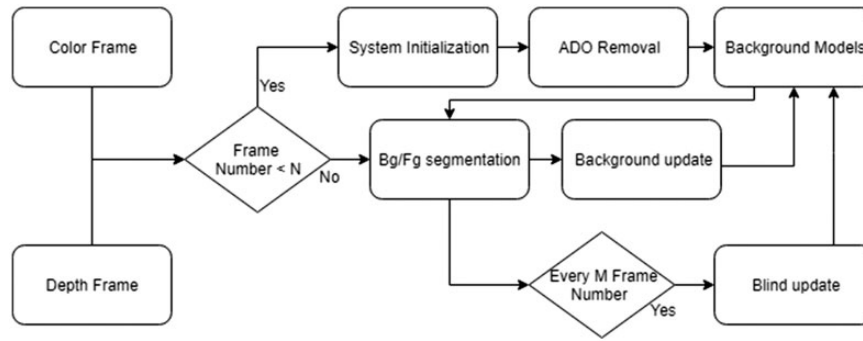 Color Frame
System Initialization
ADO Removal
Background Models
Yes
Frame
Number < N
No
Bg/Fg segmentation
Background update
Depth Frame
Every M Frame
Number
Yes
Blind update